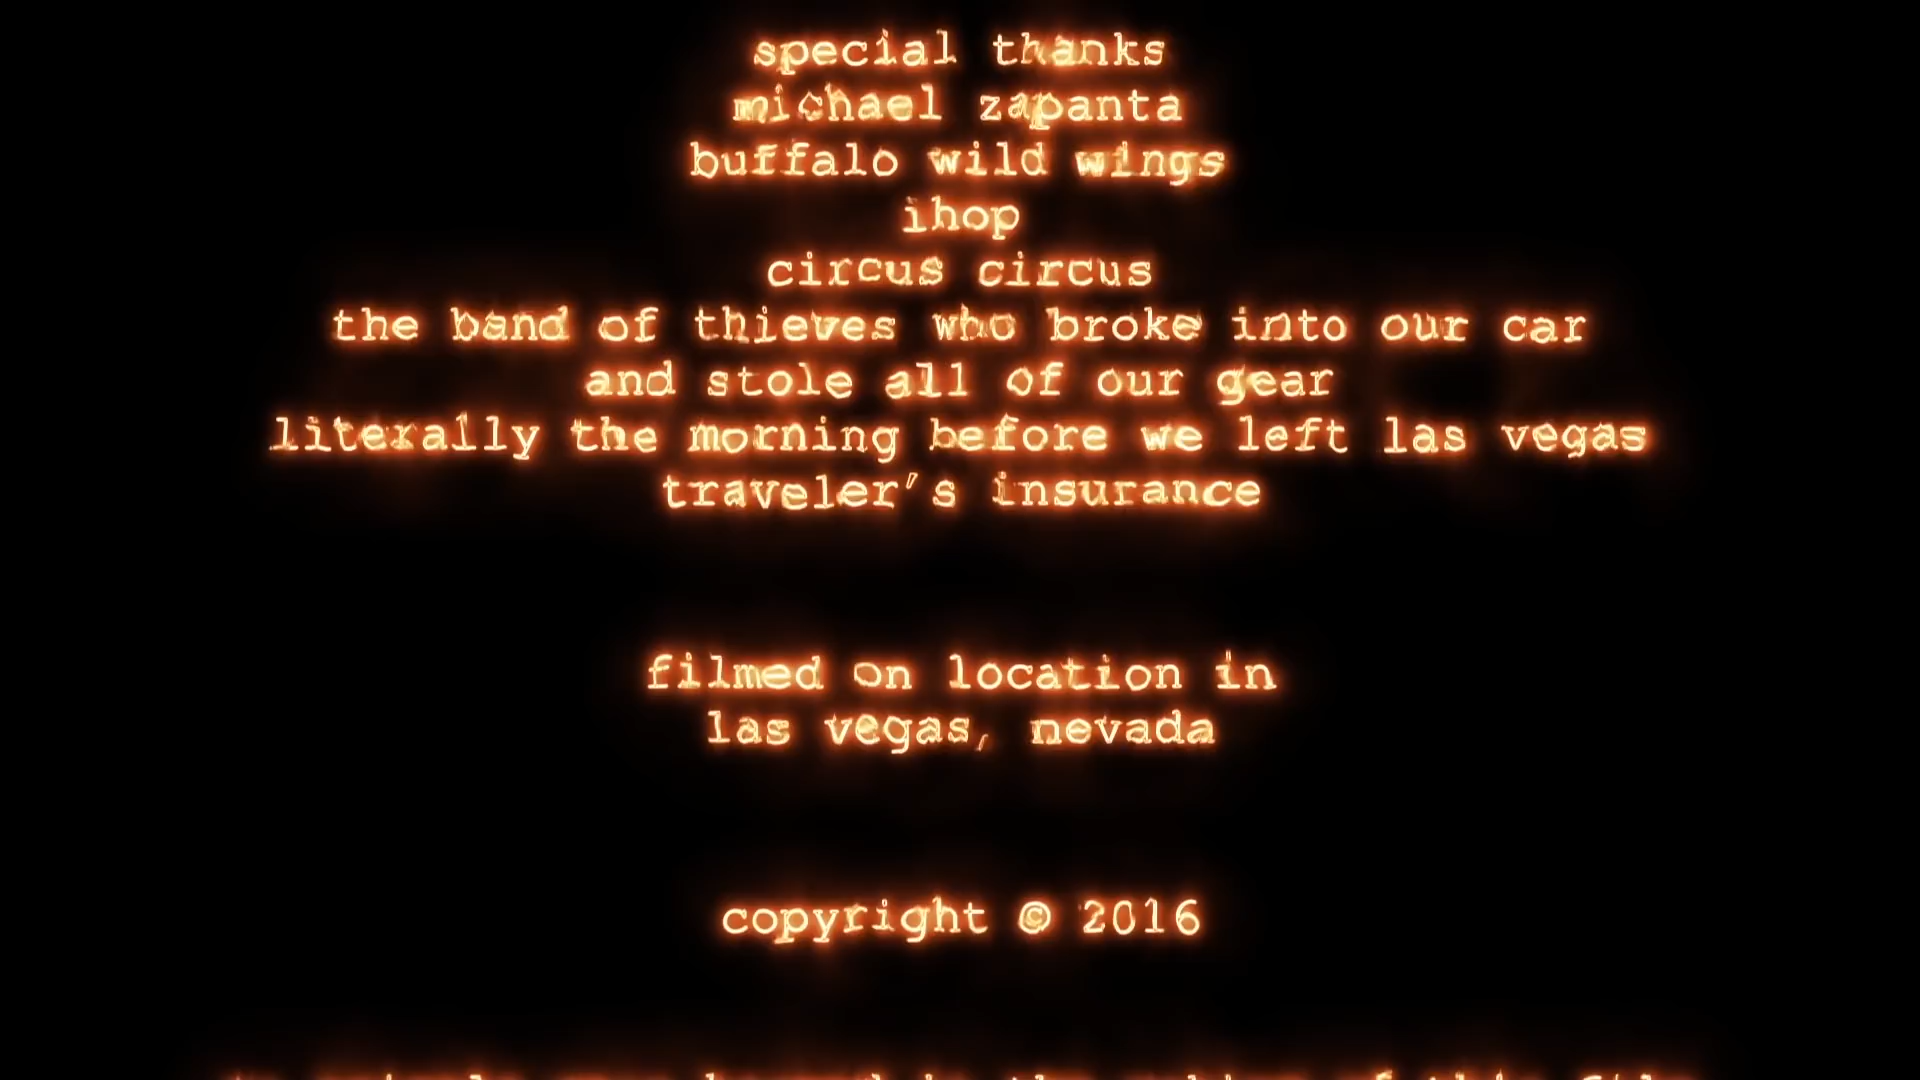 special thanks
michael zapanta
buffalo wild wings
ihop
circus circus
the band of thieves who broke into our car
and stole all of our gear
literally the morning before we left las vegas
traveler's insurance
filmed on location in
las vegas, nevada
copyright © 2016